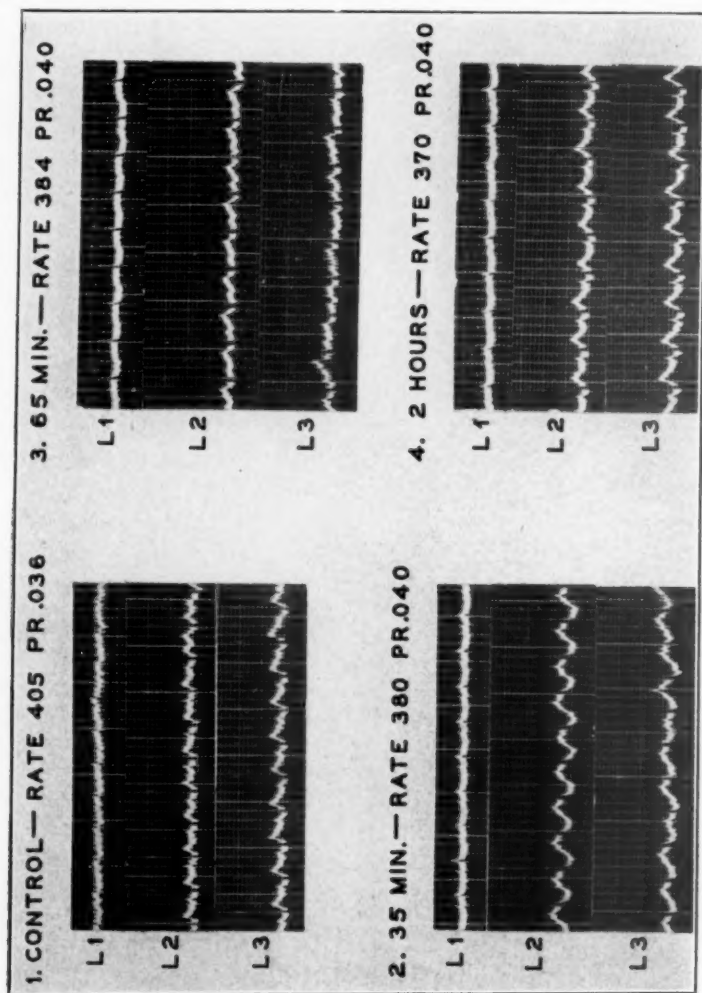 1. CONTROL— RATE 405 PR.036
L1
L2
L3
2. 35 MIN.—RATE 380 PR.040
L1
L2
L3
3. 65 MIN.—RATE 384 PR.040
L1
L2
L3
4. 2 HOURS—RATE 370 PR.040
L1
L2
L3